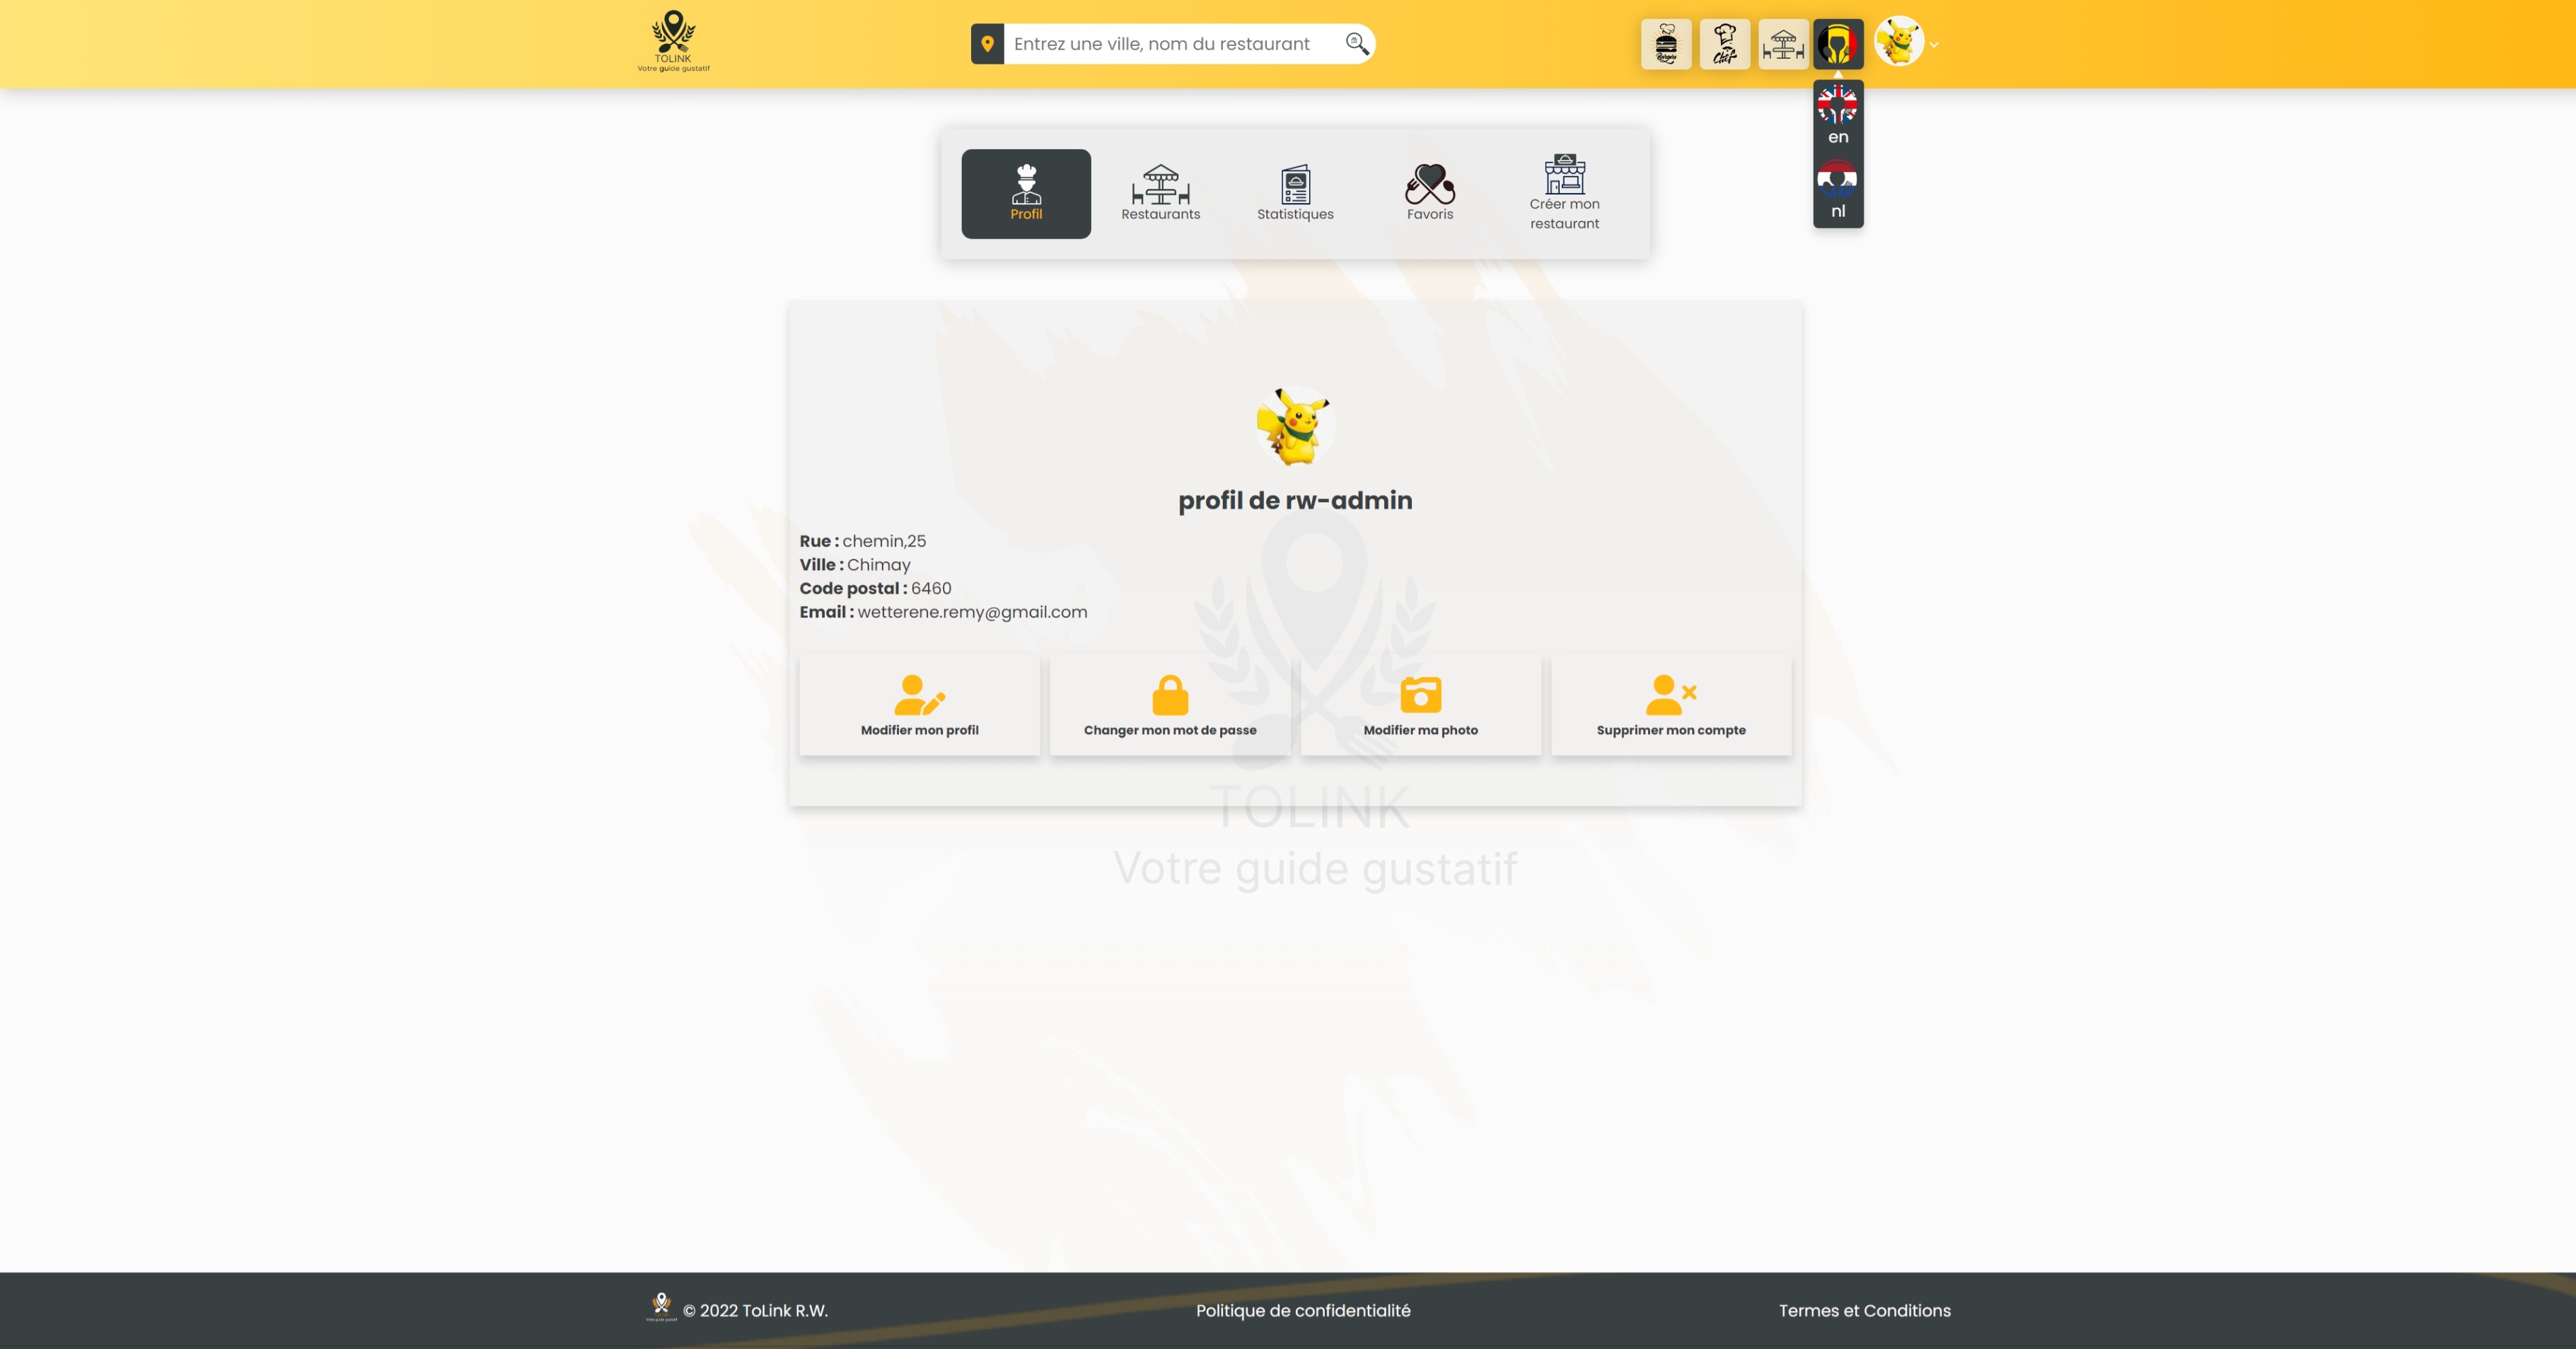 TOLINK
Votre guide gustatif
Entrez une ville, nom du restaurant
Burger
Chef
en
nl
Profil
Restaurants
Statistiques
Favoris
Créer mon
restaurant
profil de rw-admin
Rue : chemin,25
Ville : Chimay
Code postal : 6460
Email : wetterene.remy@gmail.com
Modifier mon profil
Changer mon mot de passe
Modifier ma photo
Supprimer mon compte
TOLINK
Votre guide gustatif
© 2022 ToLink R.W.
Politique de confidentialité
Termes et Conditions